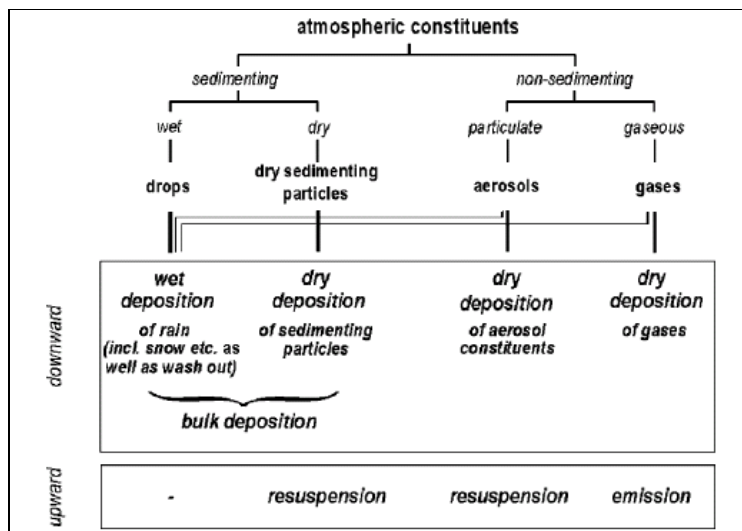 atmospheric constituents
sedimenting non-sedimenting
wet dry particulate gaseous
drops dry sedimenting particles aerosols gases
downward
wet deposition dry deposition dry deposition dry deposition
of rain (incl. snow etc. as well as wash out) of sedimenting particles of aerosol constituents of gases
bulk deposition
upward
- resuspension resuspension emission